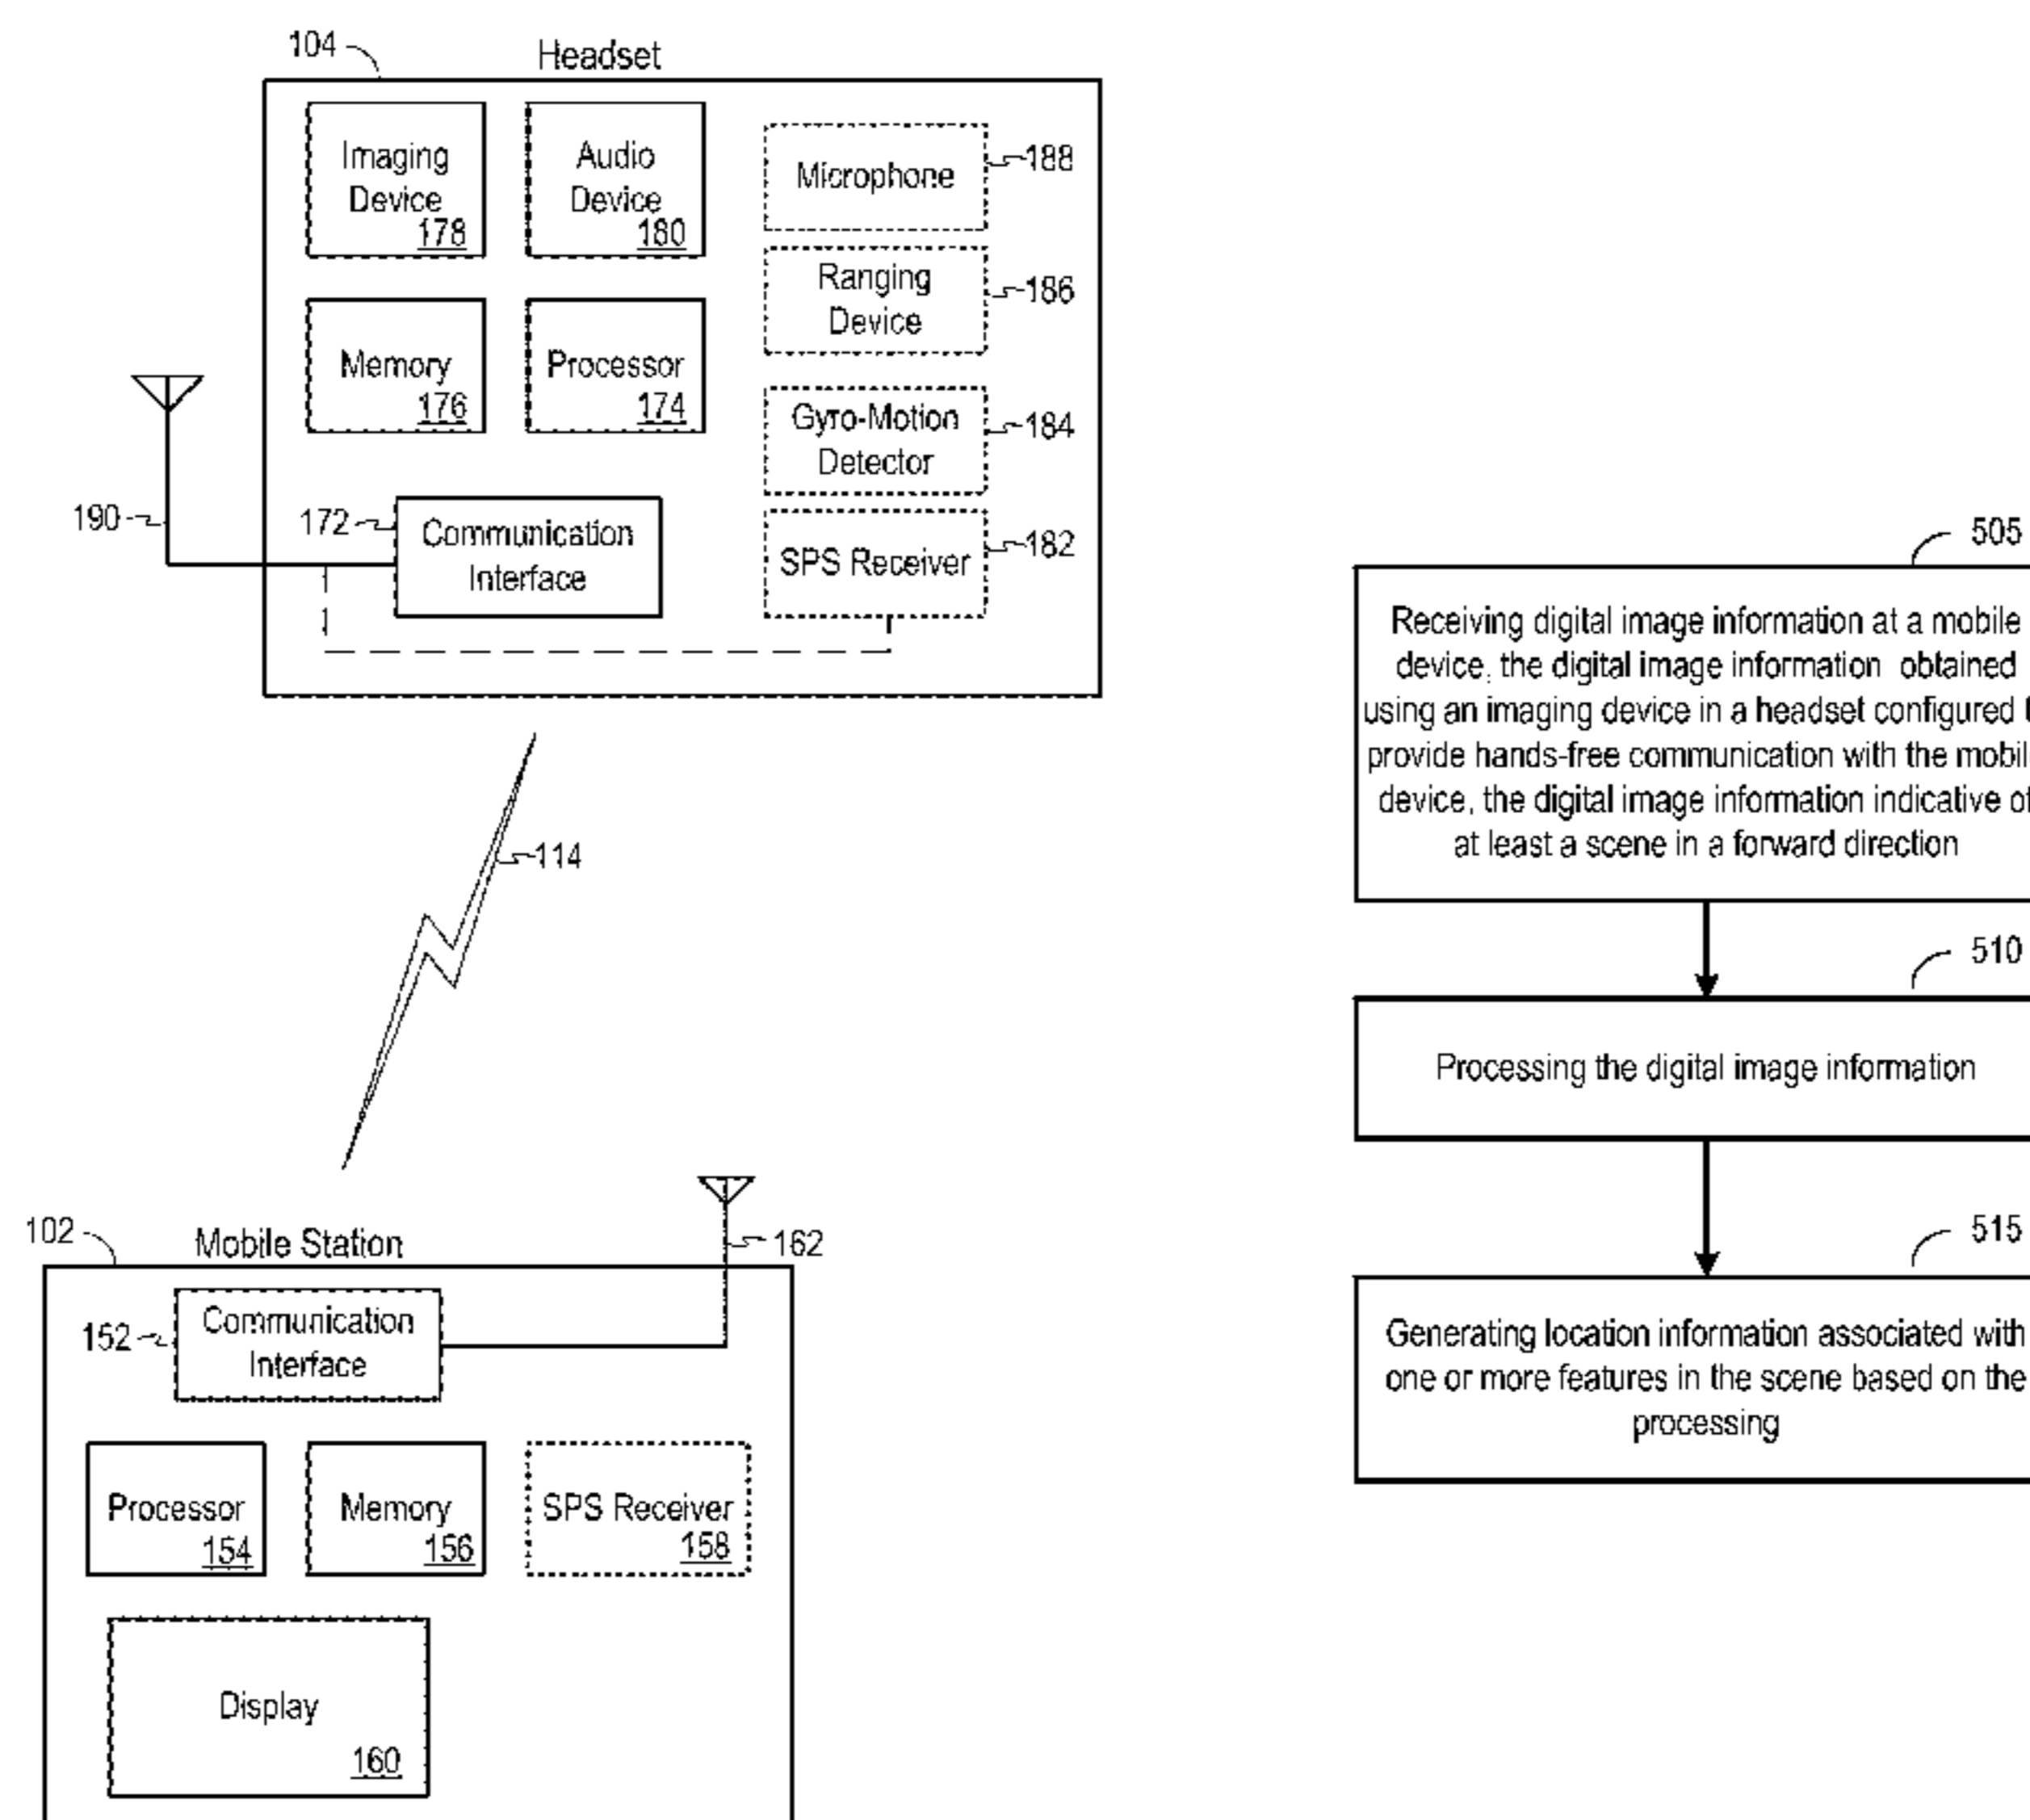 104
Headset
Imaging
Device
178
Audio
Device
180
Microphone
188
Ranging
Device
186
Memory
176
Processor
174
Gyro-Motion
Detector
184
190
172
Communication
Interface
SPS Receiver
182
114
102
Mobile Station
162
152
Communication
Interface
Processor
154
Memory
156
SPS Receiver
158
Display
160
505
Receiving digital image information at a mobile
device, the digital image information obtained
using an imaging device in a headset configured
provide hands-free communication with the
device, the digital image information indicative
at least a scene in a forward direction
510
Processing the digital image information
515
Generating location information associated with
one or more features in the scene based on the
processing